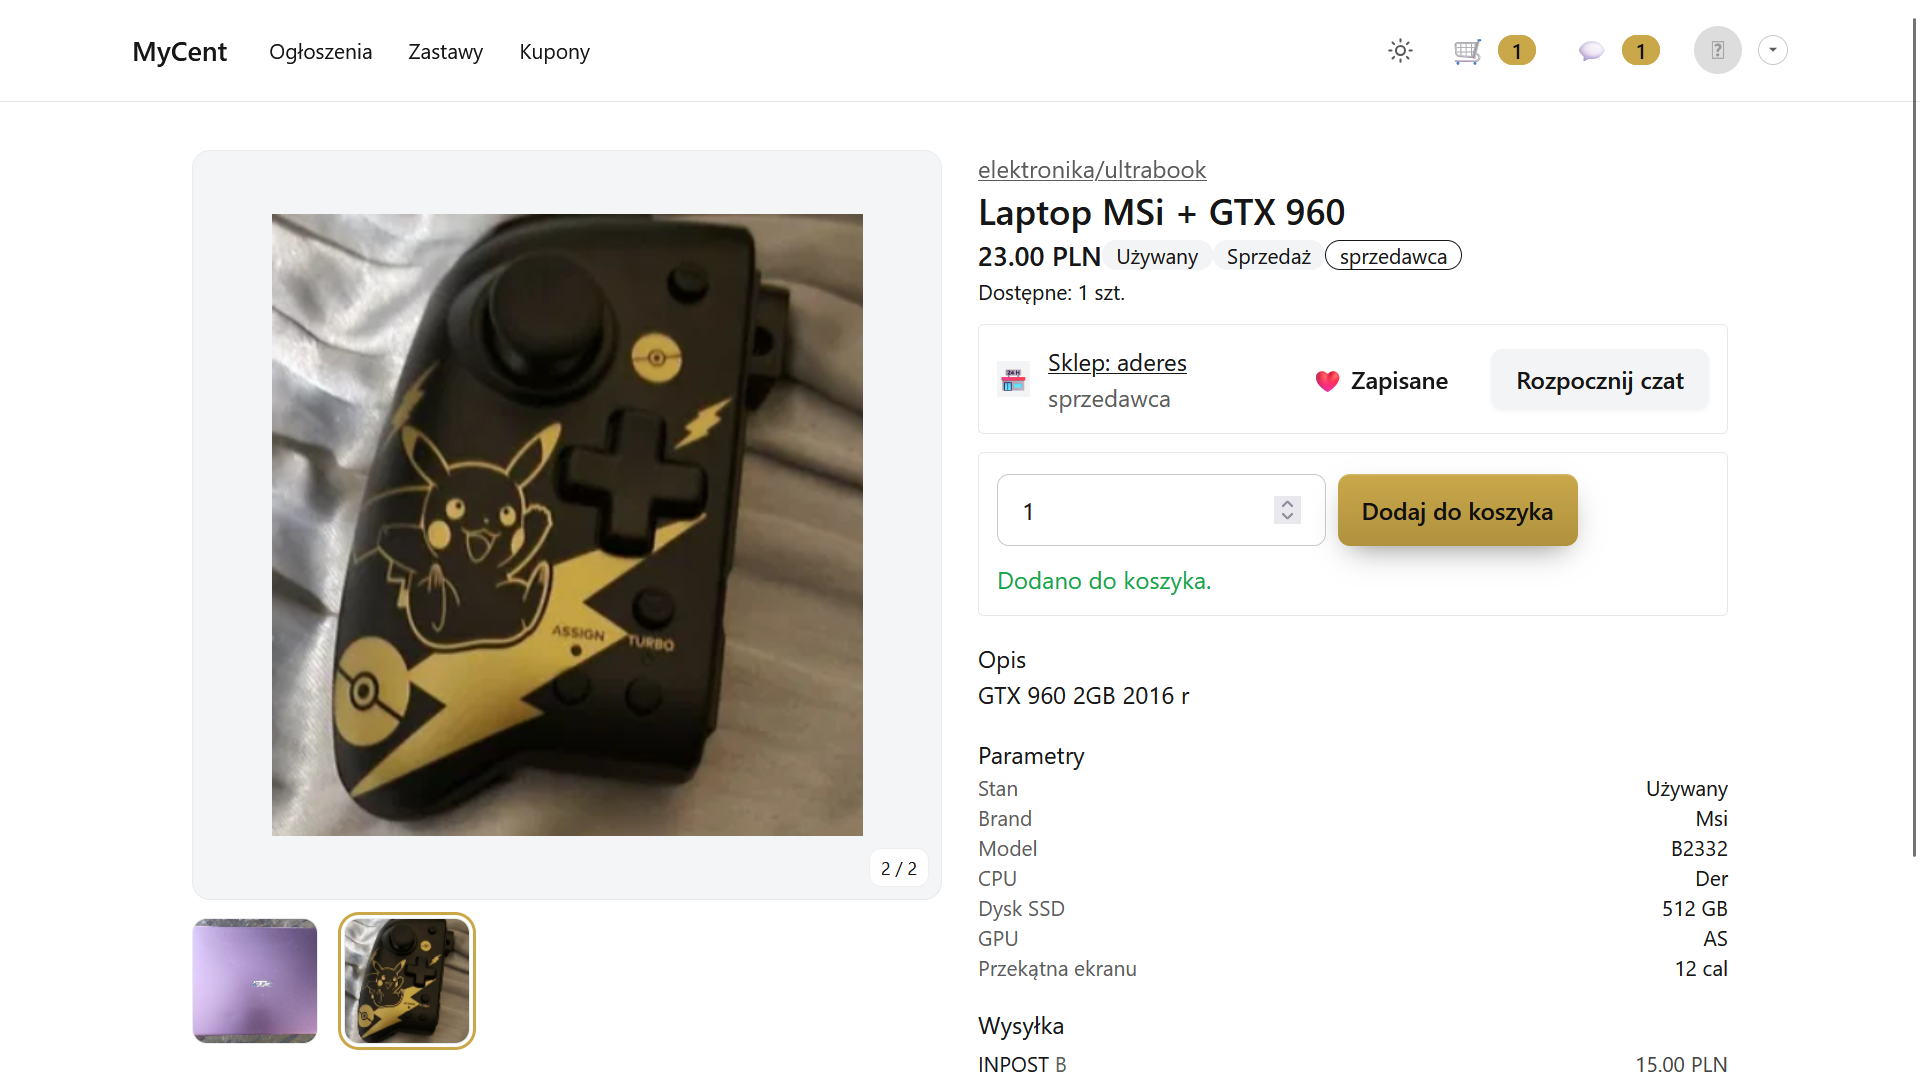 MyCent
Ogłoszenia
Zastawy
Kupony
1
1
elektronika/ultrabook
Laptop MSi + GTX 960
23.00 PLN Używany Sprzedaż sprzedawca
Dostępne: 1 szt.
Sklep: aderes
sprzedawca
Zapisane
Rozpocznij czat
1
Dodaj do koszyka
Dodano do koszyka.
ASSIGN
TURBO
2 / 2
Opis
GTX 960 2GB 2016 r
Parametry
Stan Używany
Brand Msi
Model B2332
CPU Der
Dysk SSD 512 GB
GPU AS
Przekątna ekranu 12 cal
Wysyłka
INPOST B 15.00 PLN